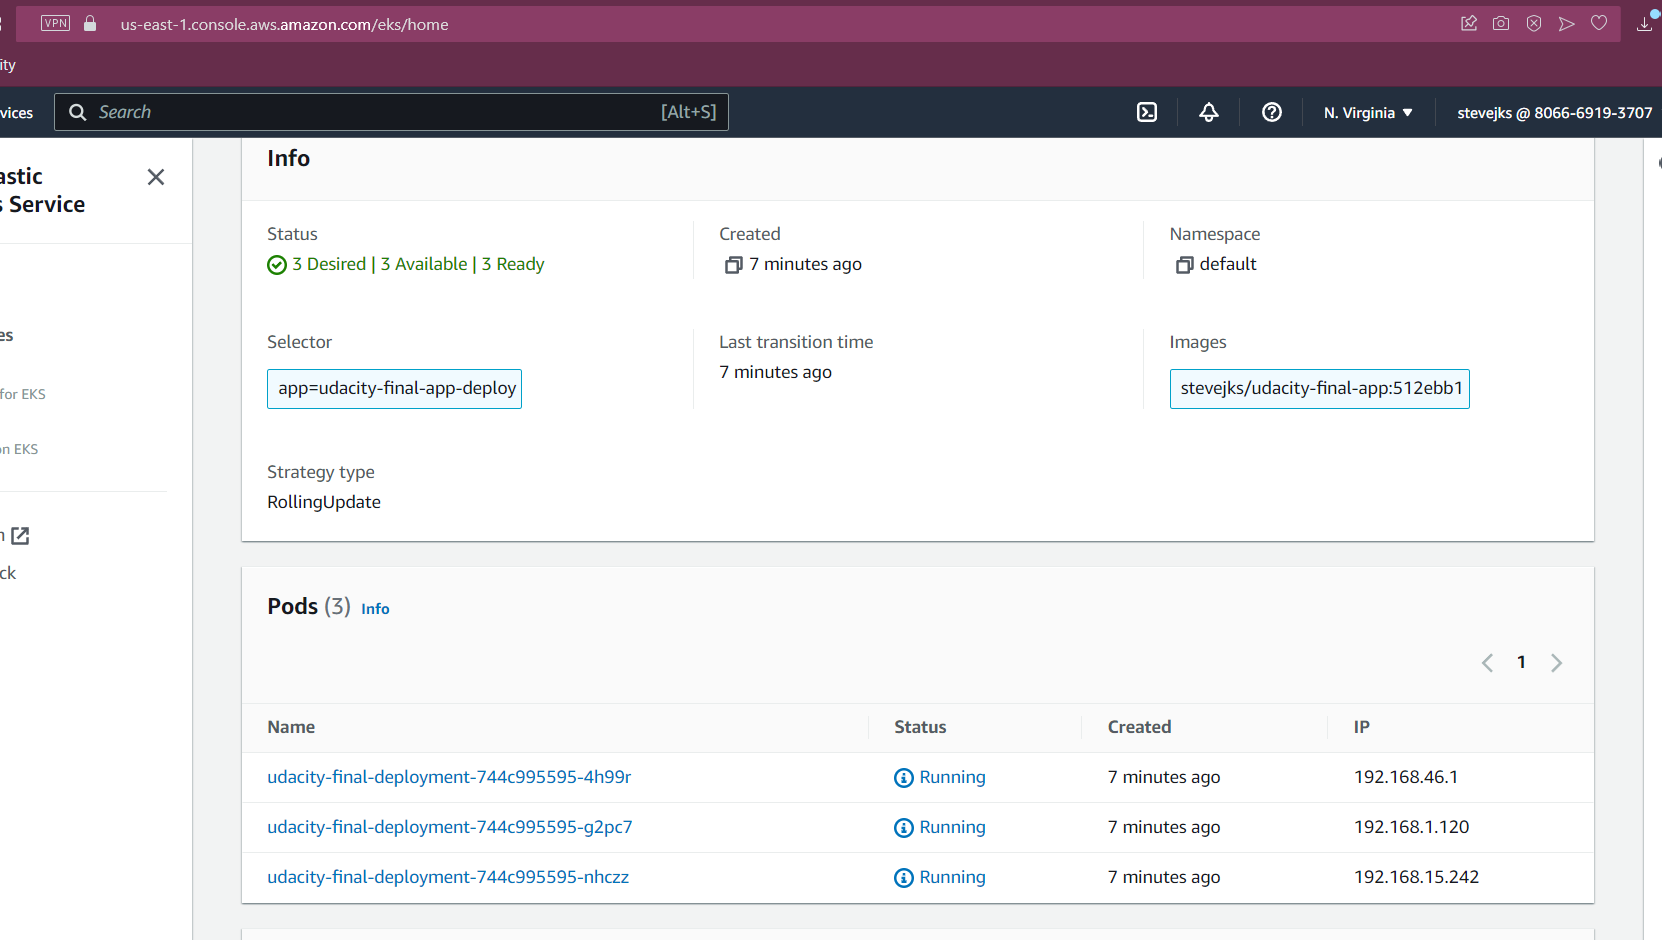 VPN us-east-1.console.aws.amazon.com/eks/home
ity
vices Search [Alt+S] N. Virginia ▼ stevejks @ 8066-6919-3707
astic
s Service
es
for EKS
on EKS
n
ck
Info
Status
3 Desired | 3 Available | 3 Ready
Created
7 minutes ago
Namespace
default
Selector
app=udacity-final-app-deploy
Last transition time
7 minutes ago
Images
stevejks/udacity-final-app:512ebb1
Strategy type
RollingUpdate
Pods (3) Info
1
Name Status Created IP
udacity-final-deployment-744c995595-4h99r Running 7 minutes ago 192.168.46.1
udacity-final-deployment-744c995595-g2pc7 Running 7 minutes ago 192.168.1.120
udacity-final-deployment-744c995595-nhczz Running 7 minutes ago 192.168.15.242